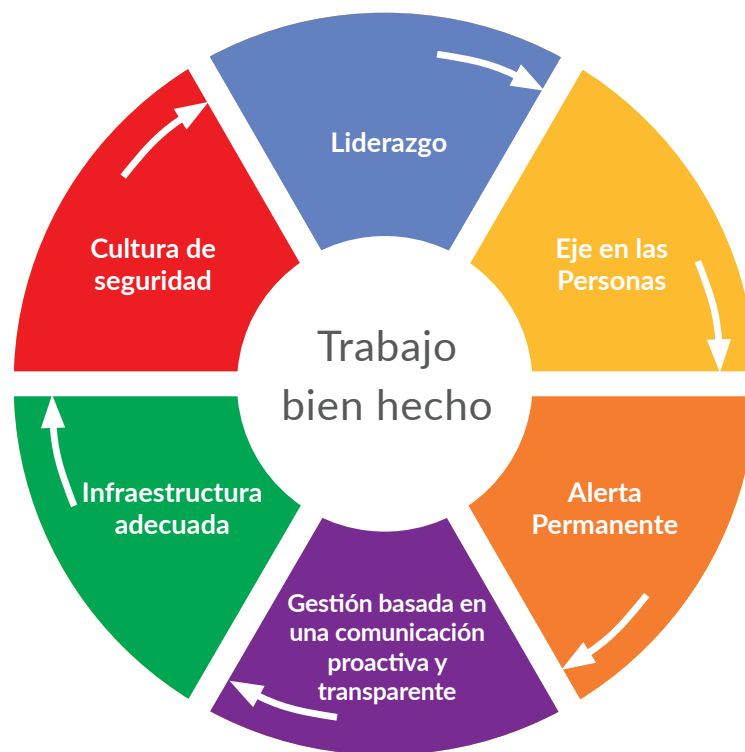 Liderazgo
Eje en las
Personas
Alerta
Permanente
Gestión basada en
una comunicación
proactiva y
transparente
Infraestructura
adecuada
Cultura de
seguridad
Trabajo
bien hecho